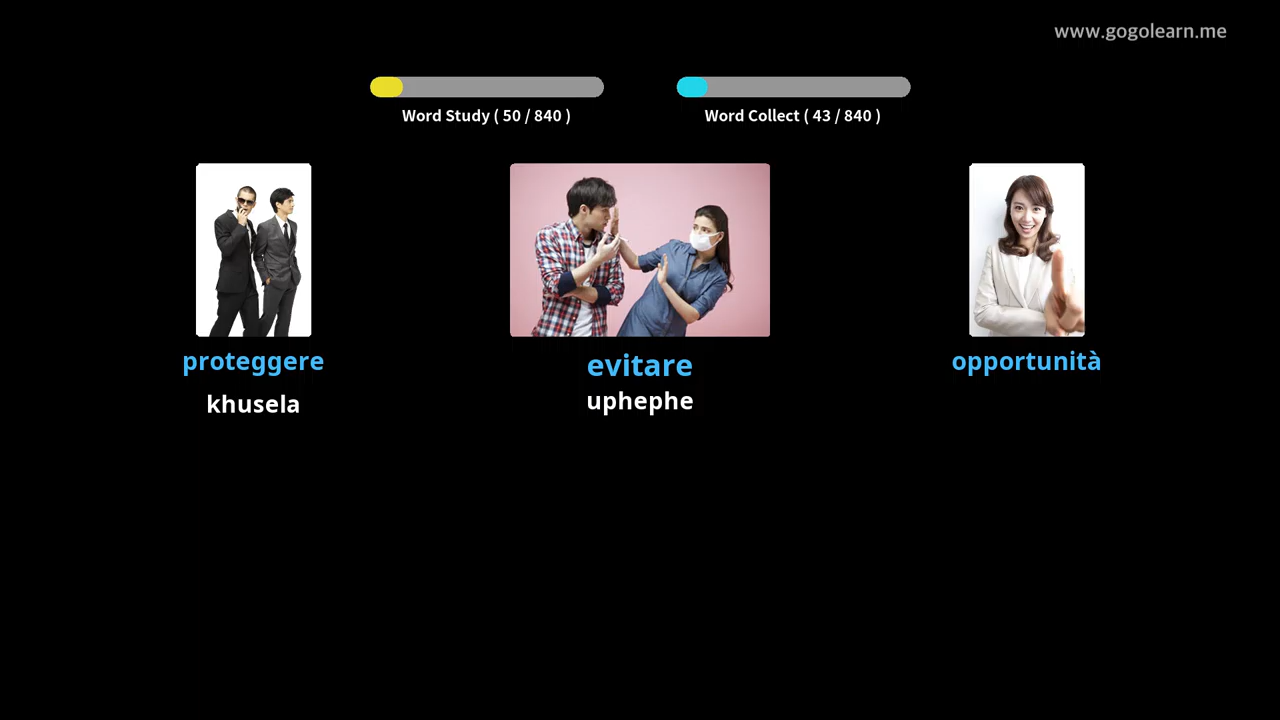 www.gogolearn.me
Word Study ( 50 / 840 )
Word Collect ( 43 / 840 )
proteggere
khusela
evitare
uphephe
opportunità